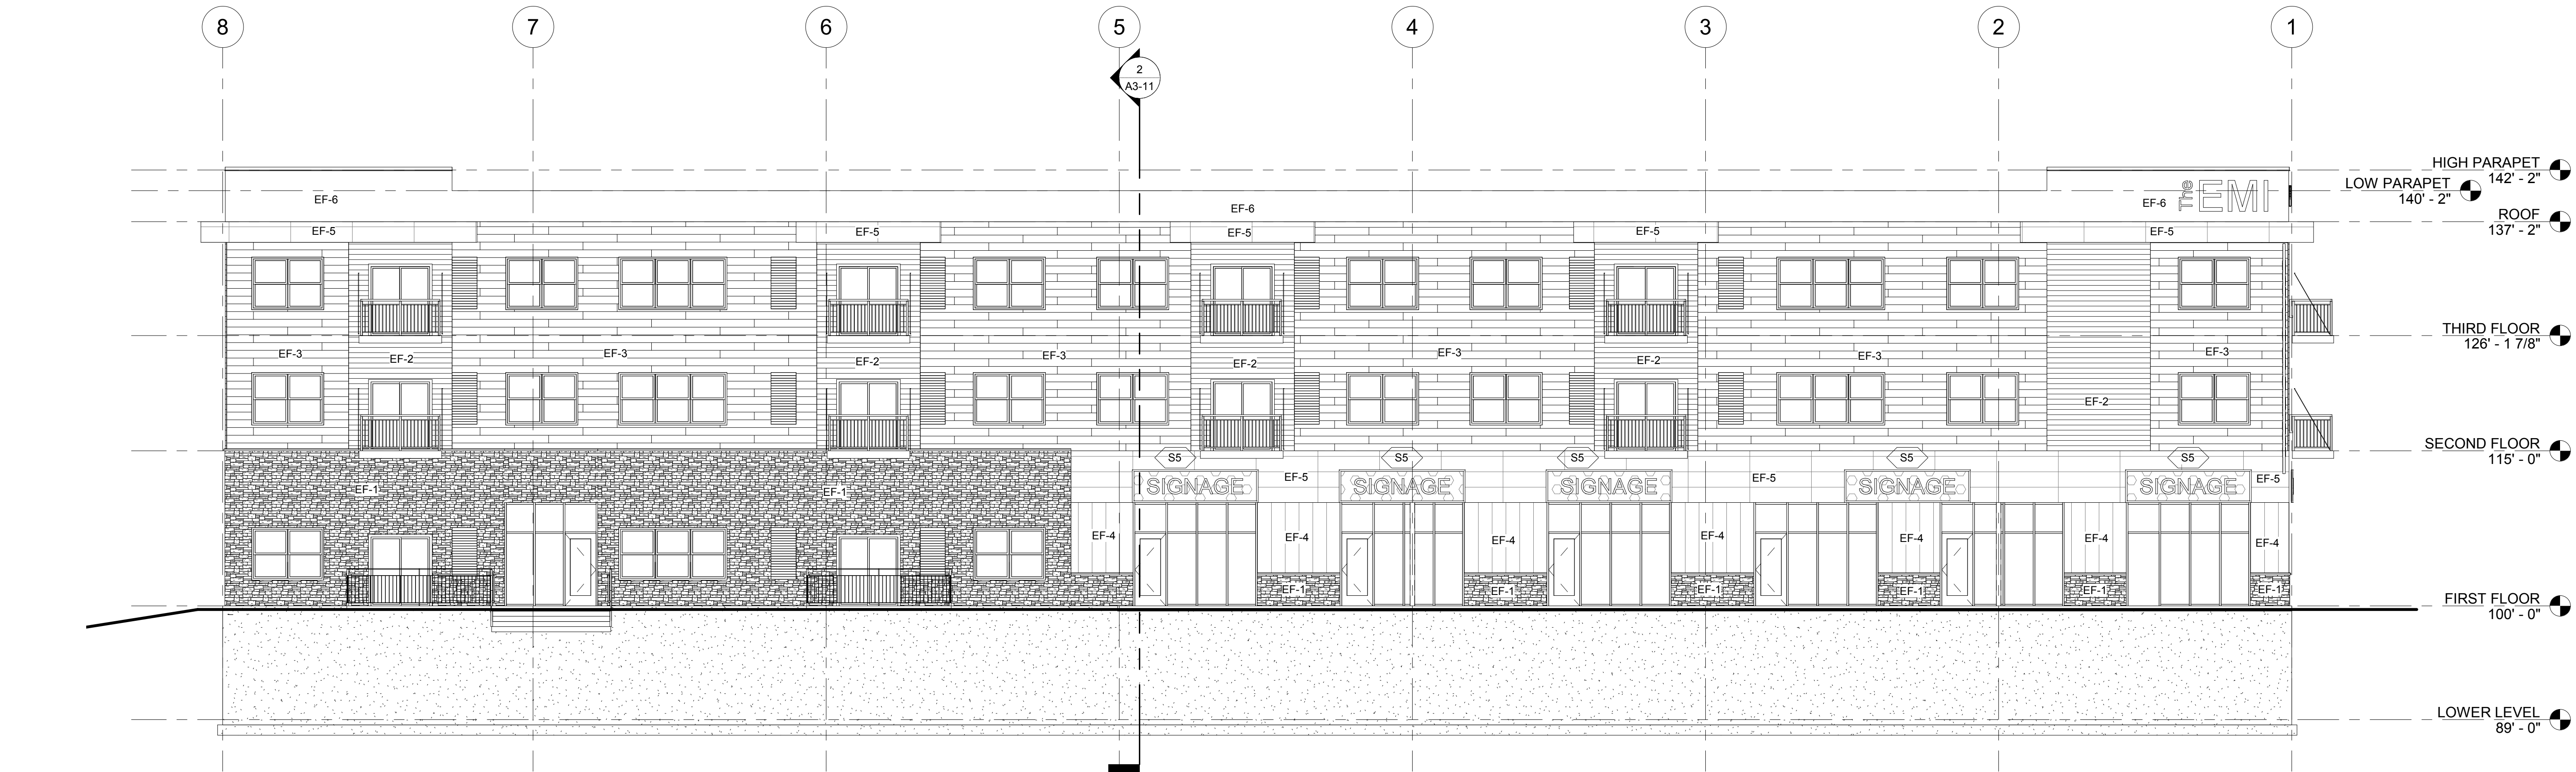 8
7
6
5
4
3
2
1
2
A3-11
HIGH PARAPET
142' - 2"
LOW PARAPET
140' - 2"
ROOF
137' - 2"
EF-6
EF-6
EF-6
The EMI
EF-5
EF-5
EF-5
EF-5
EF-5
THIRD FLOOR
126' - 1 7/8"
EF-3
EF-2
EF-3
EF-2
EF-3
EF-2
EF-3
EF-2
EF-3
EF-2
EF-3
SECOND FLOOR
115' - 0"
S5
S5
S5
S5
S5
EF-1
EF-1
SIGNAGE
EF-5
SIGNAGE
SIGNAGE
EF-5
SIGNAGE
SIGNAGE
EF-5
EF-4
EF-4
EF-4
EF-4
EF-4
EF-4
EF-4
EF-1
EF-1
EF-1
EF-1
EF-1
EF-1
FIRST FLOOR
100' - 0"
LOWER LEVEL
89' - 0"